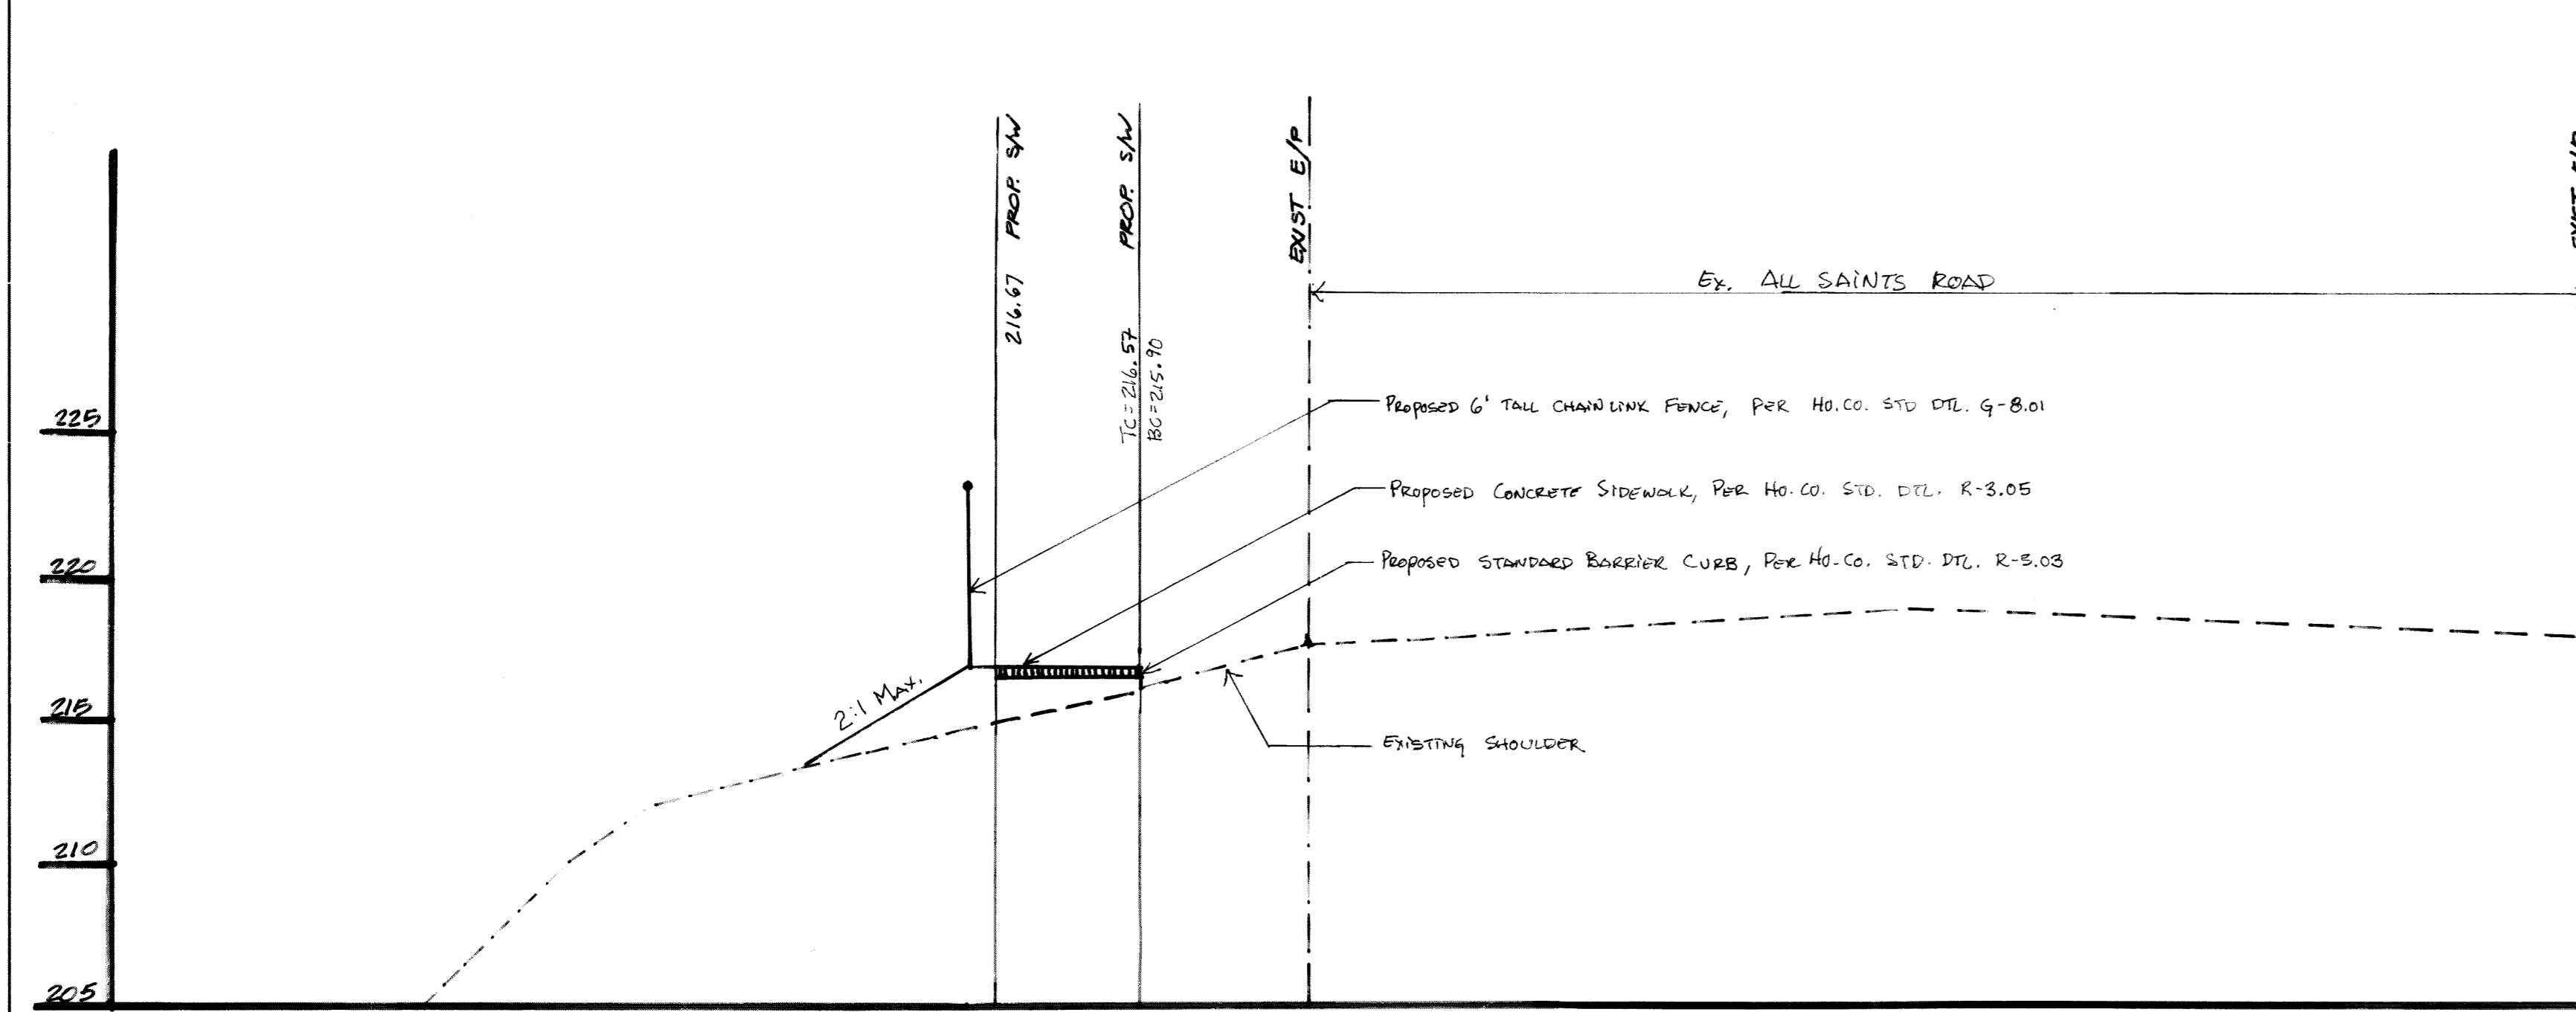 216.67 PROP. S/W
PROP. S/W
TC = 216.57
BC = 215.90
EXIST E/P
Ex. ALL SAINTS ROAD
225
220
215
210
205
PROPOSED 6' TALL CHAIN LINK FENCE, PER HO.CO. STD DTL. G-8.01
PROPOSED CONCRETE SIDEWALK, PER HO.CO. STD. DTL. R-3.05
PROPOSED STANDARD BARRIER CURB, PER HO.CO. STD. DTL. R-3.03
2:1 MAX.
EXISTING SHOULDER